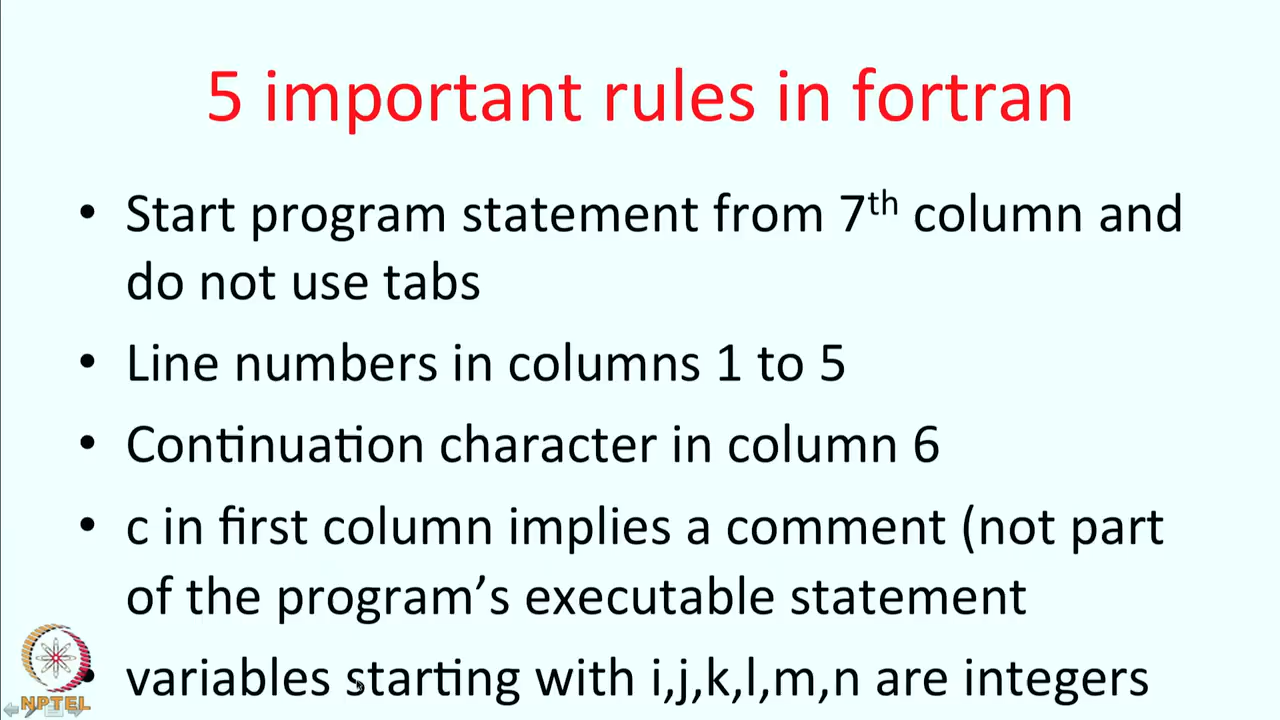 5 important rules in fortran
• Start program statement from 7th column and
do not use tabs
• Line numbers in columns 1 to 5
• Continuation character in column 6
• c in first column implies a comment (not part
of the program’s executable statement
• variables starting with i,j,k,l,m,n are integers
NPTEL